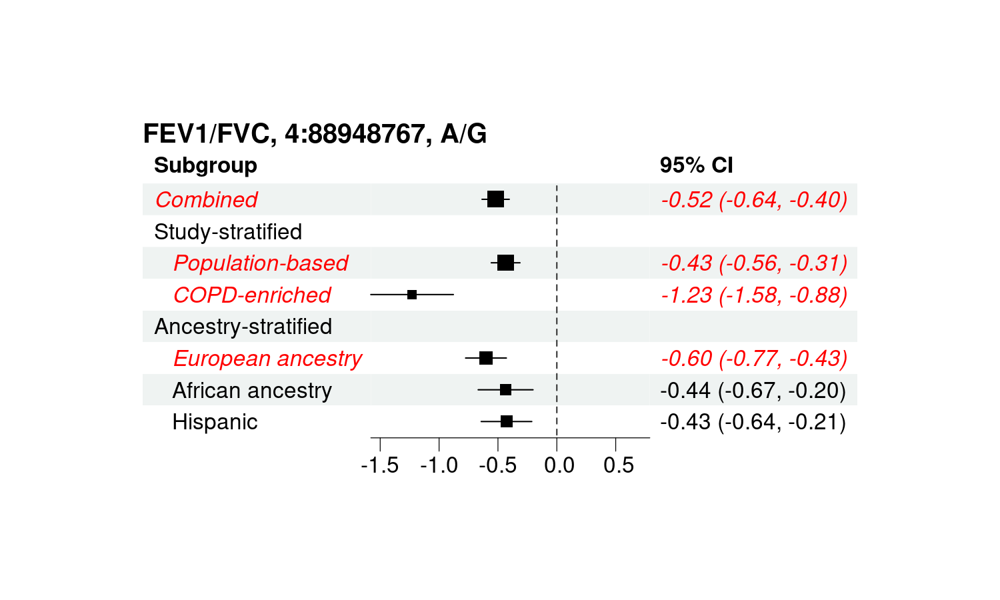 FEV1/FVC, 4:88948767, A/G
Subgroup 95% CI
Combined -0.52 (-0.64, -0.40)
Study-stratified
Population-based -0.43 (-0.56, -0.31)
COPD-enriched -1.23 (-1.58, -0.88)
Ancestry-stratified
European ancestry -0.60 (-0.77, -0.43)
African ancestry -0.44 (-0.67, -0.20)
Hispanic -0.43 (-0.64, -0.21)
-1.5 -1.0 -0.5 0.0 0.5